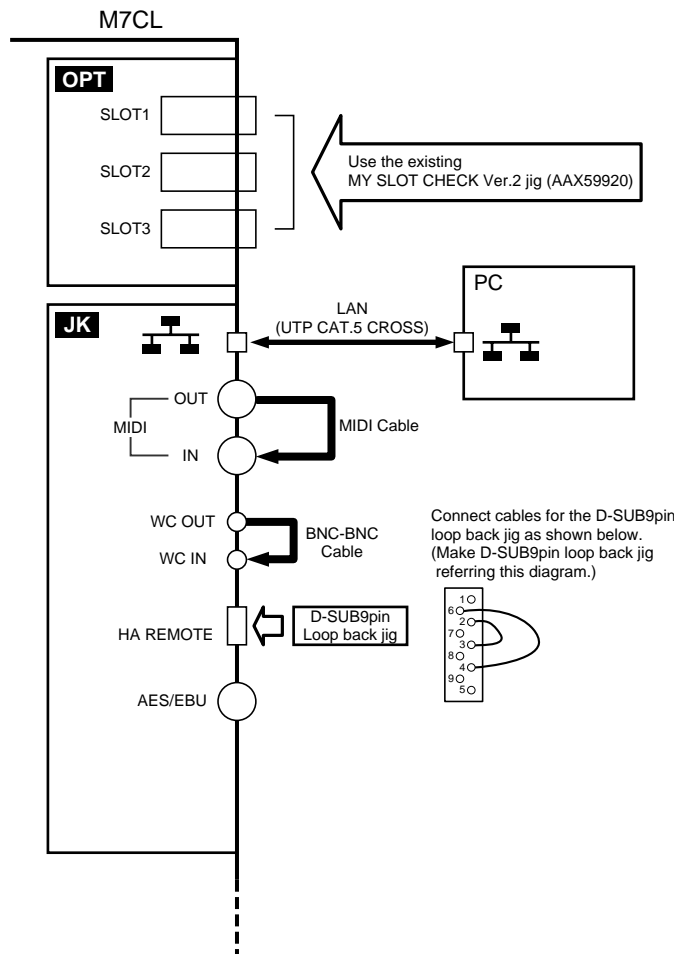 M7CL
OPT
SLOT1
SLOT2
SLOT3
Use the existing
MY SLOT CHECK Ver.2 jig (AAX59920)
JK
LAN
(UTP CAT.5 CROSS)
PC
OUT
MIDI
IN
MIDI Cable
WC OUT
WC IN
BNC-BNC
Cable
HA REMOTE
D-SUB9pin
Loop back jig
AES/EBU
Connect cables for the D-SUB9pin
loop back jig as shown below.
(Make D-SUB9pin loop back jig
referring this diagram.)
1
6
2
7
3
8
4
9
5